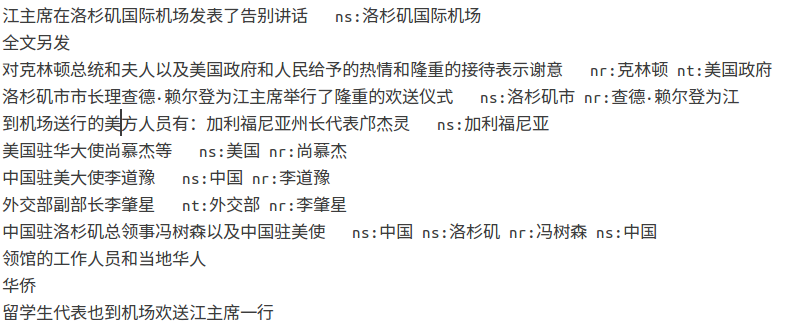 江主席在洛杉矶国际机场发表了告别讲话 ns:洛杉矶国际机场
全文另发
对克林顿总统和夫人以及美国政府和人民给予的热情和隆重的接待表示谢意 nr:克林顿 nt:美国政府
洛杉矶市市长理查德·赖尔登为江主席举行了隆重的欢送仪式 ns:洛杉矶市 nr:查德·赖尔登为江
到机场送行的美方人员有：加利福尼亚州长代表邝杰灵 ns:加利福尼亚
美国驻华大使尚慕杰等 ns:美国 nr:尚慕杰
中国驻美大使李道豫 ns:中国 nr:李道豫
外交部副部长李肇星 nt:外交部 nr:李肇星
中国驻洛杉矶总领事冯树森以及中国驻美使 ns:中国 ns:洛杉矶 nr:冯树森 ns:中国
领馆的工作人员和当地华人
华侨
留学生代表也到机场欢送江主席一行